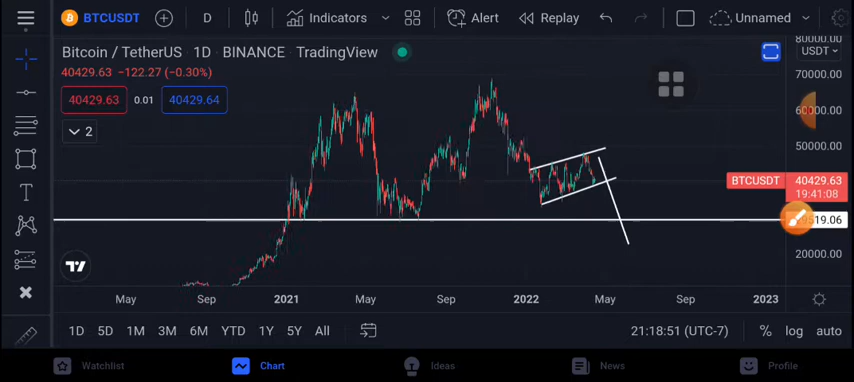 BTCUSDT D Indicators Alert Replay Unnamed
Bitcoin / TetherUS · 1D · BINANCE · TradingView
80000.00
USDT
40429.63 −122.27 (−0.30%)
70000.00
40429.63 0.01 40429.64
60000.00
2
50000.00
BTCUSDT 40429.63
19:41:08
519.06
20000.00
May Sep 2021 May Sep 2022 May Sep 2023
1D 5D 1M 3M 6M YTD 1Y 5Y All 21:18:51 (UTC-7) % log auto
Watchlist Chart Ideas News Profile